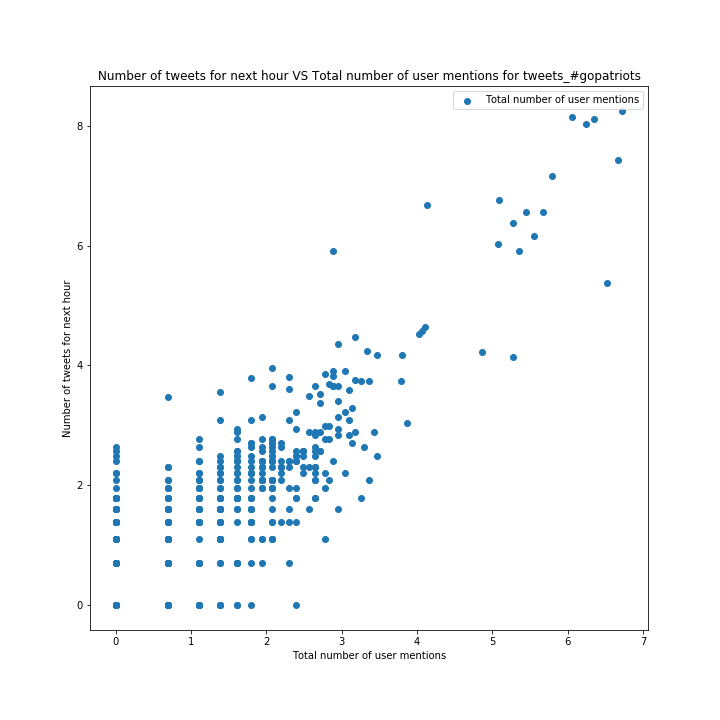 Number of tweets for next hour VS Total number of user mentions for tweets_#gopatriots
Total number of user mentions
8
6
4
2
0
Number of tweets for next hour
0 1 2 3 4 5 6 7
Total number of user mentions